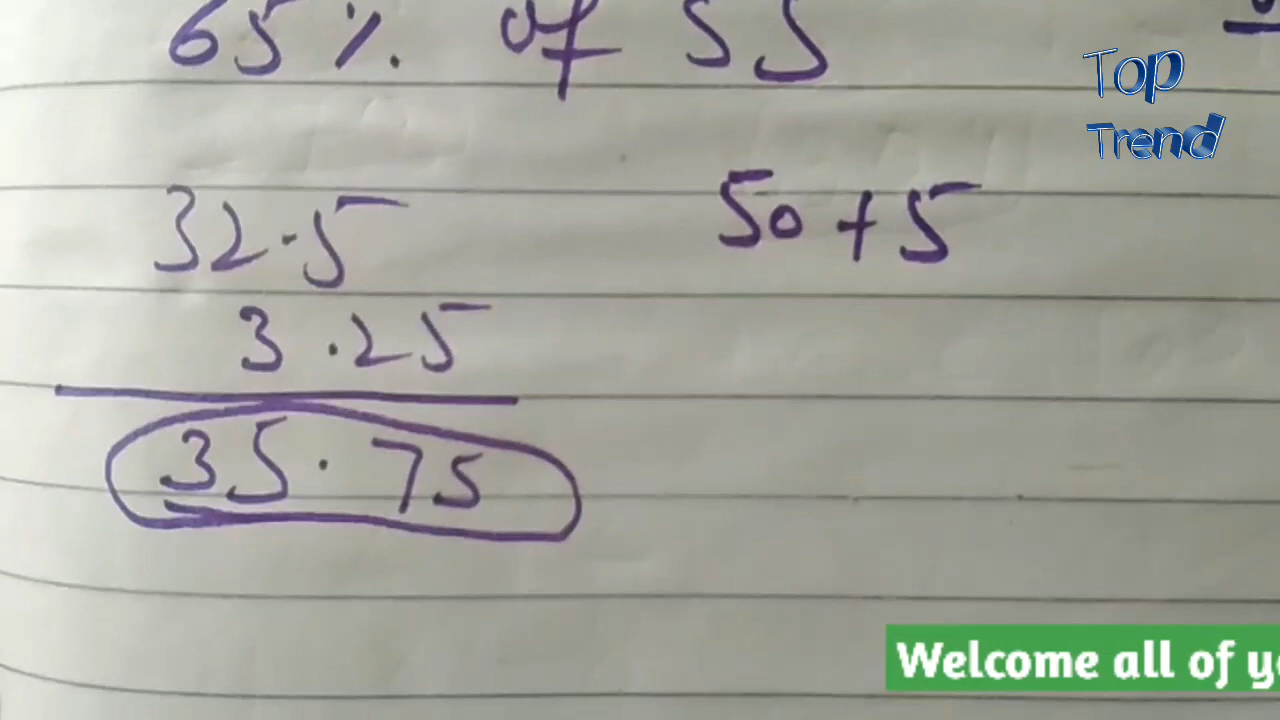 65% of 55
Top
Trend
32.5
50+5
3.25
35.75
Welcome all of